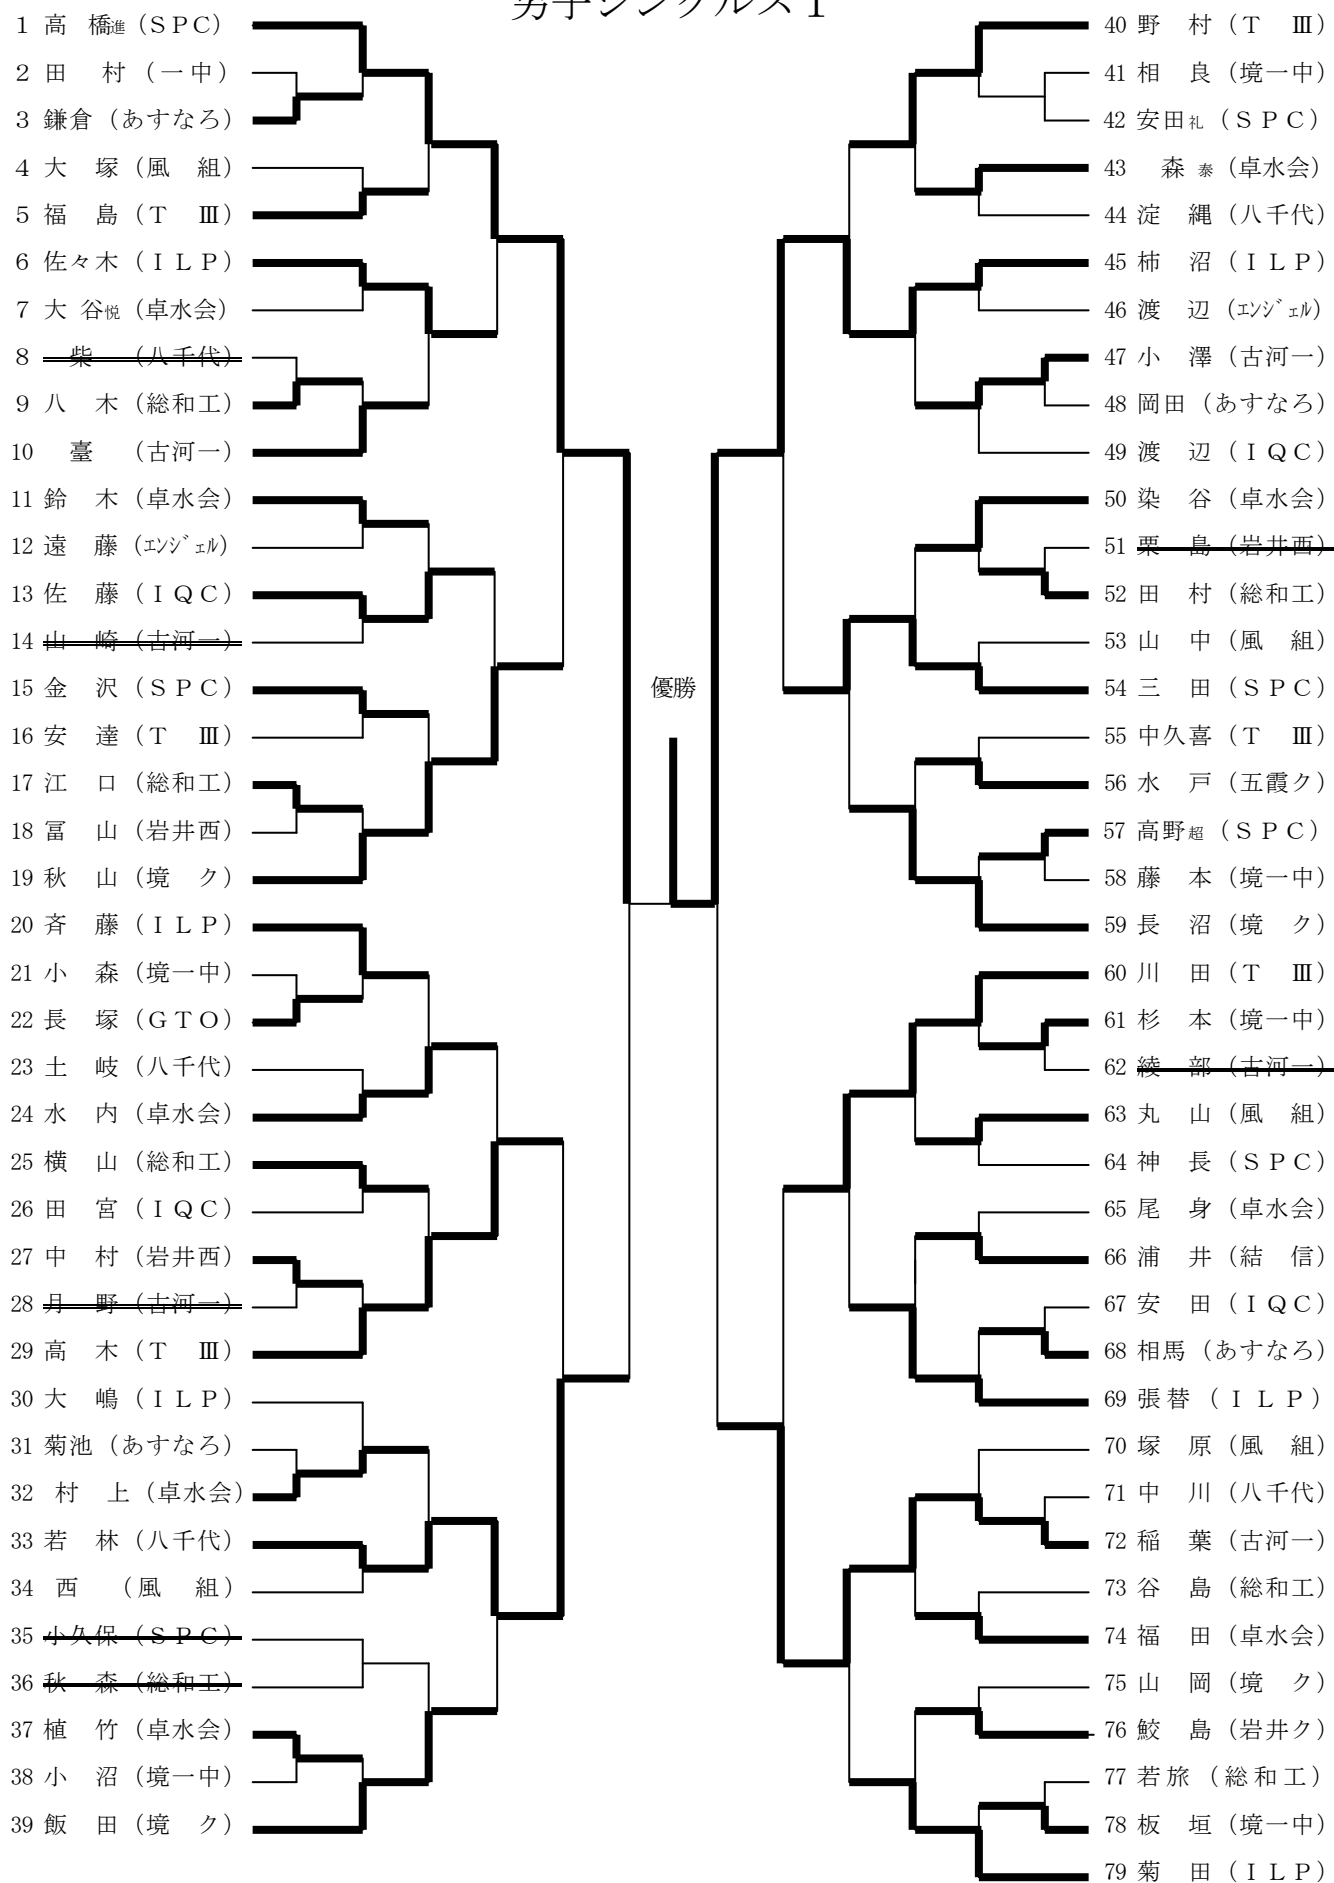 男子シングルス１
1 高　橋進（ＳＰＣ）
2 田　村（一中）
3 鎌倉（あすなろ）
4 大　塚（風　組）
5 福　島（Ｔ　Ⅲ）
6 佐々木（ＩＬＰ）
7 大 谷悦（卓水会）
8 柴　（八千代）
9 八　木（総和工）
10 臺　（古河一）
11 鈴　木（卓水会）
12 遠　藤（ｴﾝｼﾞｪﾙ）
13 佐　藤（ＩＱＣ）
14 山　崎（古河一）
15 金　沢（ＳＰＣ）
16 安　達（Ｔ　Ⅲ）
17 江　口（総和工）
18 冨　山（岩井西）
19 秋　山（境　ク）
20 斉　藤（ＩＬＰ）
21 小　森（境一中）
22 長　塚（ＧＴＯ）
23 土　岐（八千代）
24 水　内（卓水会）
25 横　山（総和工）
26 田　宮（ＩＱＣ）
27 中　村（岩井西）
28 月　野（古河一）
29 高　木（Ｔ　Ⅲ）
30 大　嶋（ＩＬＰ）
31 菊池（あすなろ）
32 村　上（卓水会）
33 若　林（八千代）
34 西　（風　組）
35 小久保（ＳＰＣ）
36 秋　森（総和工）
37 植　竹（卓水会）
38 小　沼（境一中）
39 飯　田（境　ク）
優勝
40 野　村（Ｔ　Ⅲ）
41 相　良（境一中）
42 安田礼（ＳＰＣ）
43 森 泰（卓水会）
44 淀　縄（八千代）
45 柿　沼（ＩＬＰ）
46 渡　辺（ｴﾝｼﾞｪﾙ）
47 小　澤（古河一）
48 岡田（あすなろ）
49 渡　辺（ＩＱＣ）
50 染　谷（卓水会）
51 栗　島（岩井西）
52 田　村（総和工）
53 山　中（風　組）
54 三　田（ＳＰＣ）
55 中久喜（Ｔ　Ⅲ）
56 水　戸（五霞ク）
57 高野超（ＳＰＣ）
58 藤　本（境一中）
59 長　沼（境　ク）
60 川　田（Ｔ　Ⅲ）
61 杉　本（境一中）
62 綾　部（古河一）
63 丸　山（風　組）
64 神　長（ＳＰＣ）
65 尾　身（卓水会）
66 浦　井（結　信）
67 安　田（ＩＱＣ）
68 相馬（あすなろ）
69 張替（ＩＬＰ）
70 塚　原（風　組）
71 中　川（八千代）
72 稲　葉（古河一）
73 谷　島（総和工）
74 福　田（卓水会）
75 山　岡（境　ク）
76 鮫　島（岩井ク）
77 若旅（総和工）
78 板　垣（境一中）
79 菊　田（ＩＬＰ）